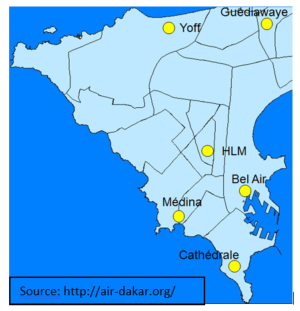 Guédiawaye
Yoff
HLM
Bel Air
Médina
Cathédrale
Source: http://air-dakar.org/